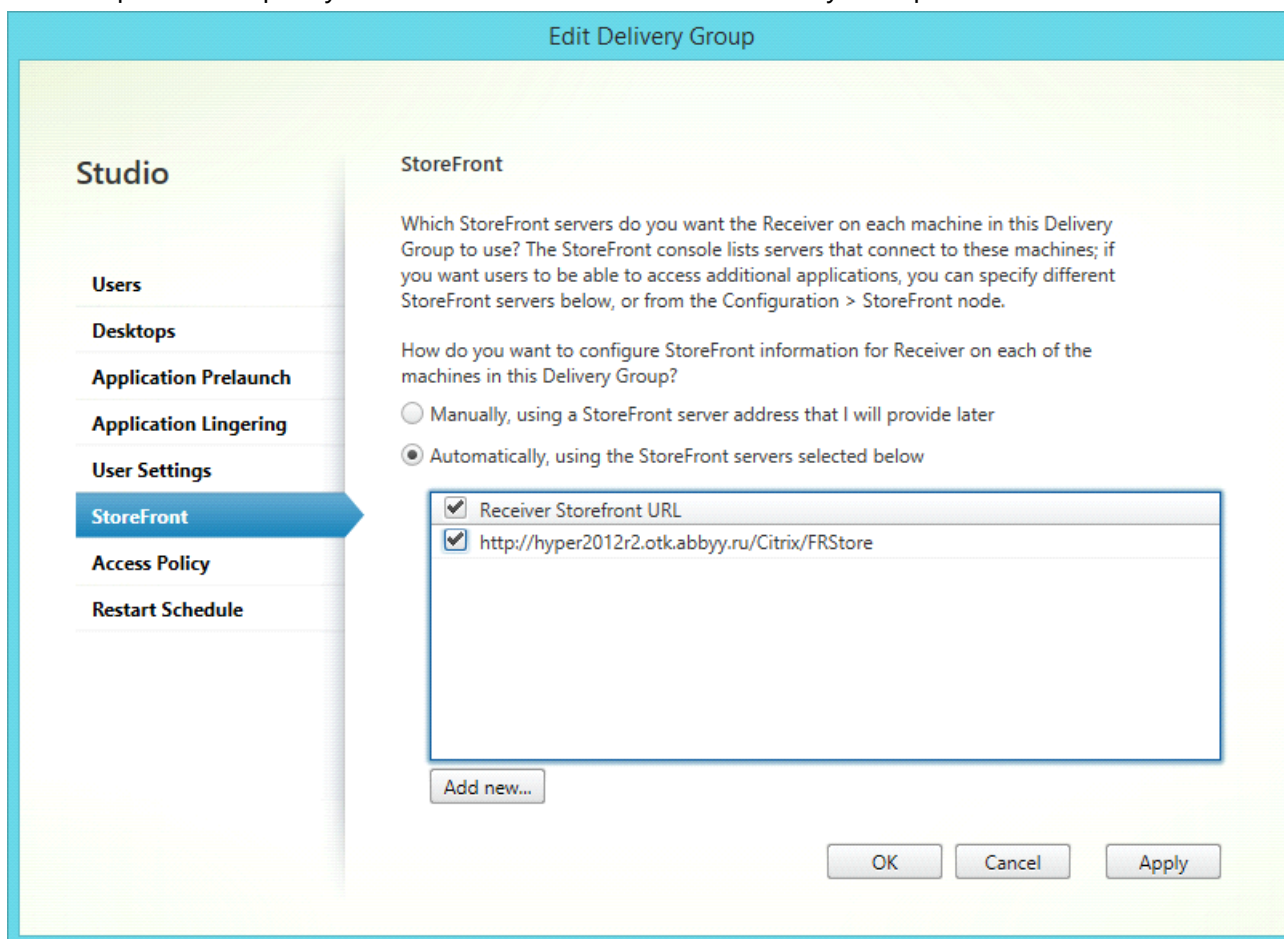 Edit Delivery Group
Studio
Users
Desktops
Application Prelaunch
Application Lingering
User Settings
StoreFront
Access Policy
Restart Schedule
StoreFront
Which StoreFront servers do you want the Receiver on each machine in this Delivery
Group to use? The StoreFront console lists servers that connect to these machines; if
you want users to be able to access additional applications, you can specify different
StoreFront servers below, or from the Configuration > StoreFront node.
How do you want to configure StoreFront information for Receiver on each of the
machines in this Delivery Group?
Manually, using a StoreFront server address that I will provide later
Automatically, using the StoreFront servers selected below
Receiver Storefront URL
http://hyper2012r2.otk.abbyy.ru/Citrix/FRStore
Add new...
OK
Cancel
Apply